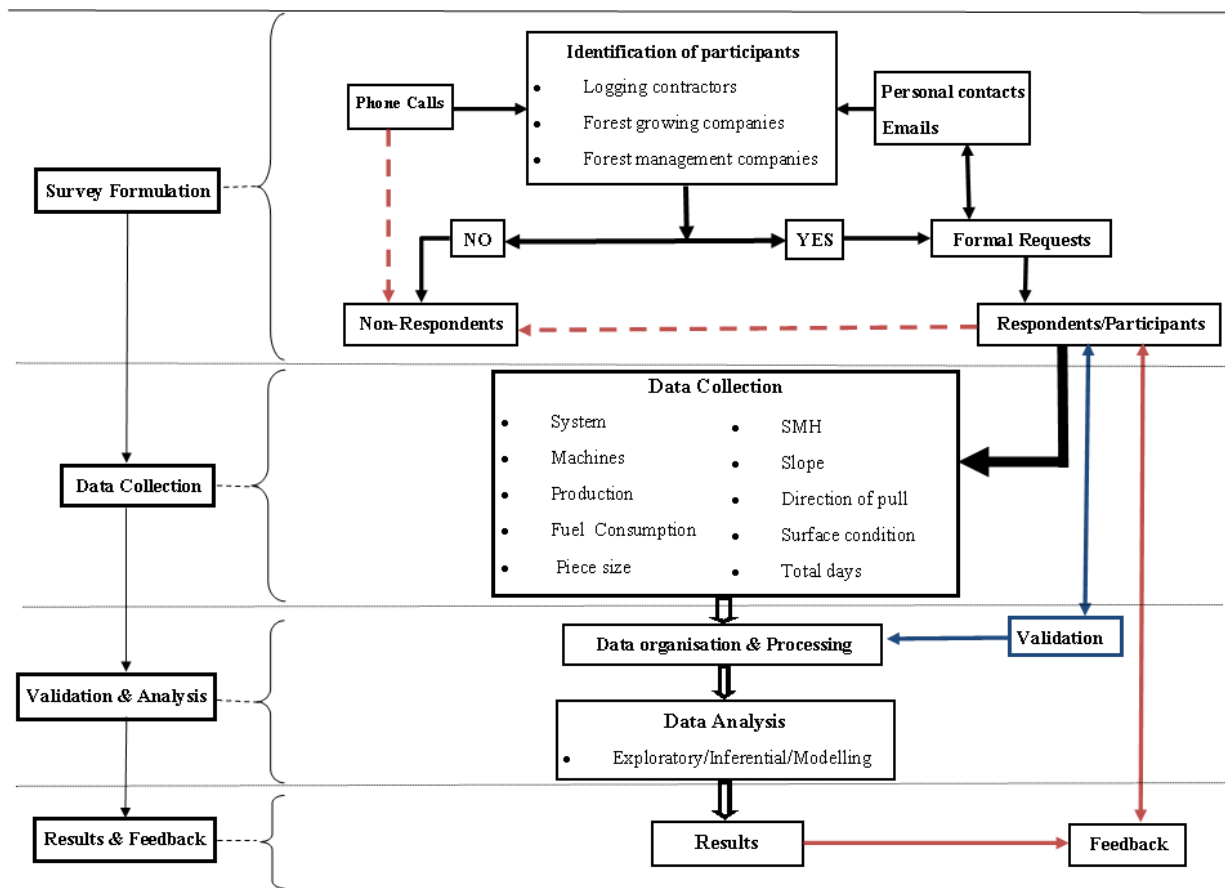 Identification of participants
• Logging contractors
• Forest growing companies
• Forest management companies
Phone Calls
Personal contacts
Emails
Survey Formulation
NO
YES
Formal Requests
Non-Respondents
Respondents/Participants
Data Collection
• System
• Machines
• Production
• Fuel Consumption
• Piece size
• SMH
• Slope
• Direction of pull
• Surface condition
• Total days
Data Collection
Data organisation & Processing
Validation
Validation & Analysis
Data Analysis
• Exploratory/Inferential/Modelling
Results & Feedback
Results
Feedback